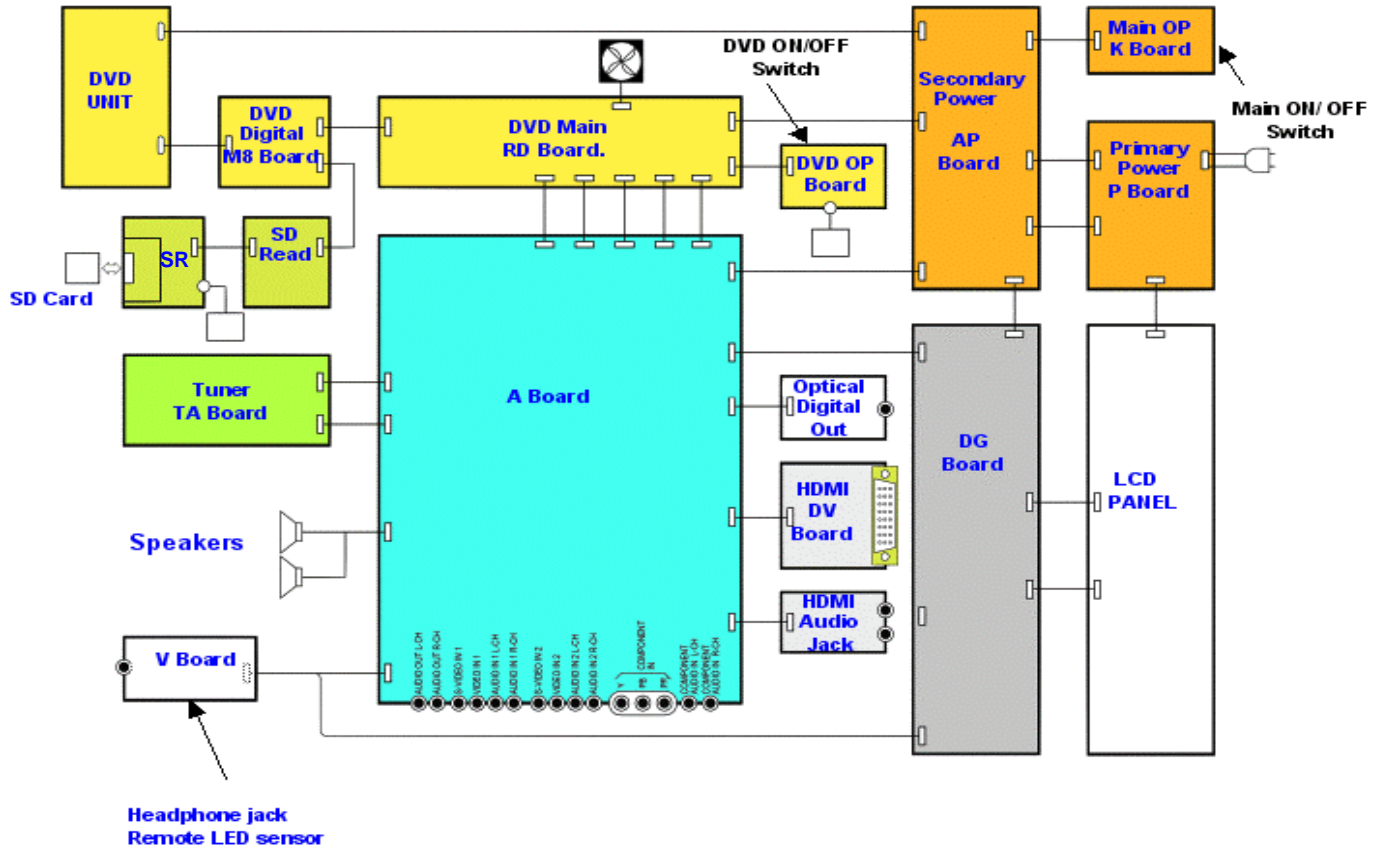 DVD
UNIT
DVD
Digital
M8 Board
DVD Main
RD Board.
DVD ON/OFF
Switch
DVD OP
Board
Secondary
Power
AP
Board
Main OP
K Board
Main ON/ OFF
Switch
Primary
Power
P Board
SD Card
SR
SD
Read
Tuner
TA Board
A Board
Optical
Digital
Out
HDMI
DV
Board
HDMI
Audio
Jack
DG
Board
LCD
PANEL
Speakers
V Board
Headphone jack
Remote LED sensor
AUDIO OUT L-CH
AUDIO OUT R-CH
S-VIDEO IN 1
VIDEO IN 1
AUDIO IN 1 L-CH
AUDIO IN 1 R-CH
S-VIDEO IN 2
VIDEO IN 2
AUDIO IN 2 L-CH
AUDIO IN 2 R-CH
COMPONENT
IN
Y
PB
PR
COMPONENT
AUDIO IN L-CH
COMPONENT
AUDIO IN R-CH